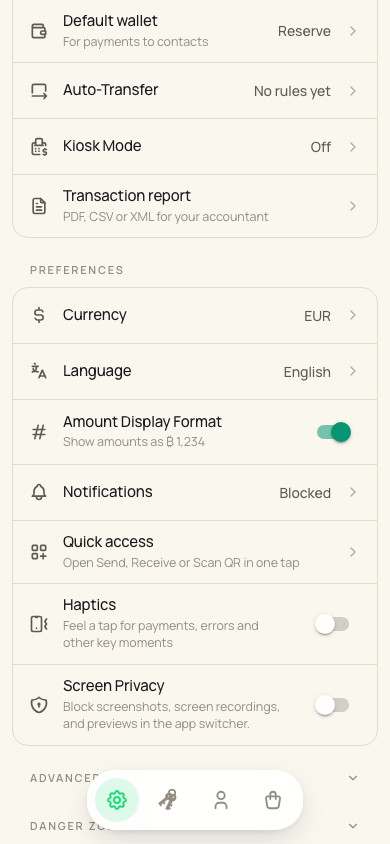 Default wallet
For payments to contacts
Reserve
Auto-Transfer
No rules yet
Kiosk Mode
Off
Transaction report
PDF, CSV or XML for your accountant
PREFERENCES
Currency
EUR
Language
English
Amount Display Format
Show amounts as ₿ 1,234
Notifications
Blocked
Quick access
Open Send, Receive or Scan QR in one tap
Haptics
Feel a tap for payments, errors and
other key moments
Screen Privacy
Block screenshots, screen recordings,
and previews in the app switcher.
ADVANCED
DANGER